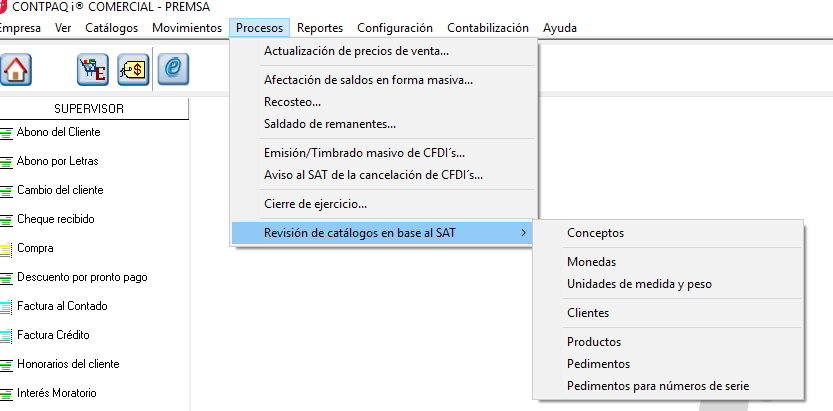 CONTPAQ i® COMERCIAL - PREMSA
Empresa Ver Catálogos Movimientos Procesos Reportes Configuración Contabilización Ayuda
Actualización de precios de venta...
Afectación de saldos en forma masiva...
Recosteo...
Saldado de remanentes...
Emisión/Timbrado masivo de CFDI´s...
Aviso al SAT de la cancelación de CFDI´s...
Cierre de ejercicio...
Revisión de catálogos en base al SAT
Conceptos
Monedas
Unidades de medida y peso
Clientes
Productos
Pedimentos
Pedimentos para números de serie
SUPERVISOR
Abono del Cliente
Abono por Letras
Cambio del cliente
Cheque recibido
Compra
Descuento por pronto pago
Factura al Contado
Factura Crédito
Honorarios del cliente
Interés Moratorio